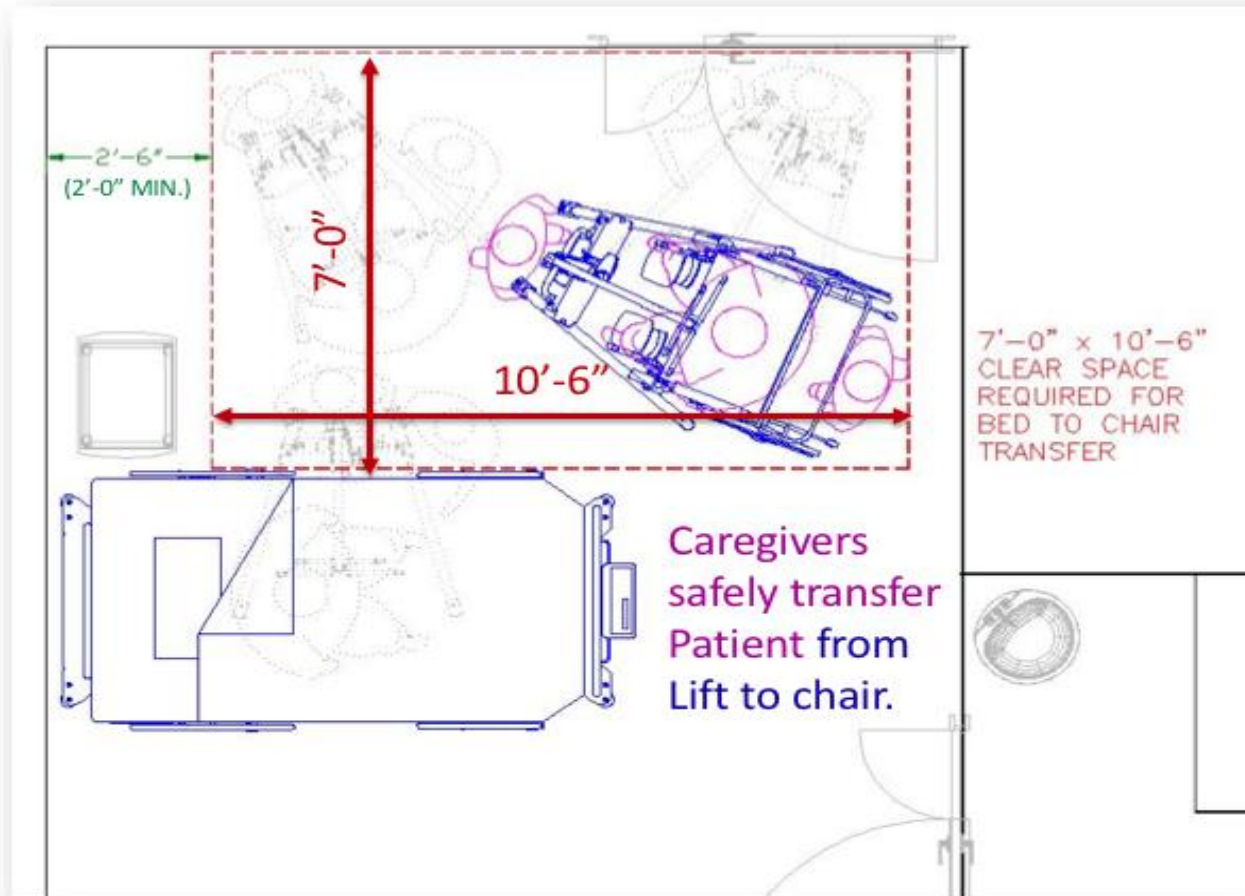 2'-6"
(2'-0" MIN.)
7'-0"
10'-6"
7'-0" x 10'-6"
CLEAR SPACE
REQUIRED FOR
BED TO CHAIR
TRANSFER
Caregivers
safely transfer
Patient from
Lift to chair.